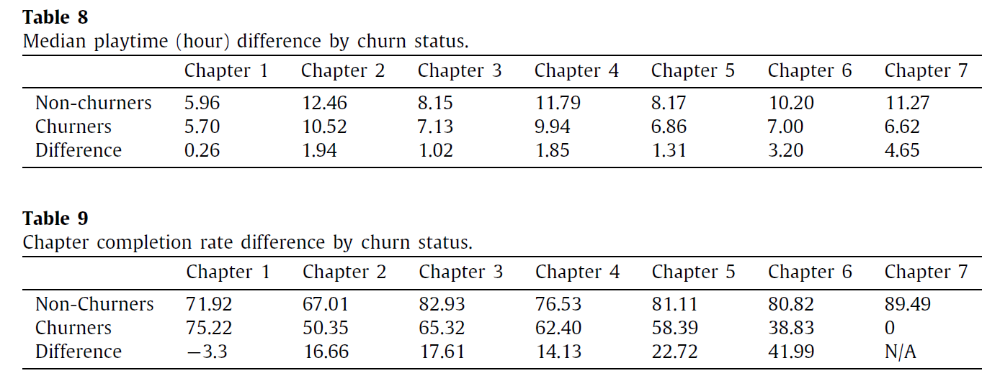 Table 8
Median playtime (hour) difference by churn status.
Chapter 1 Chapter 2 Chapter 3 Chapter 4 Chapter 5 Chapter 6 Chapter 7
Non-churners 5.96 12.46 8.15 11.79 8.17 10.20 11.27
Churners 5.70 10.52 7.13 9.94 6.86 7.00 6.62
Difference 0.26 1.94 1.02 1.85 1.31 3.20 4.65
Table 9
Chapter completion rate difference by churn status.
Chapter 1 Chapter 2 Chapter 3 Chapter 4 Chapter 5 Chapter 6 Chapter 7
Non-Churners 71.92 67.01 82.93 76.53 81.11 80.82 89.49
Churners 75.22 50.35 65.32 62.40 58.39 38.83 0
Difference −3.3 16.66 17.61 14.13 22.72 41.99 N/A